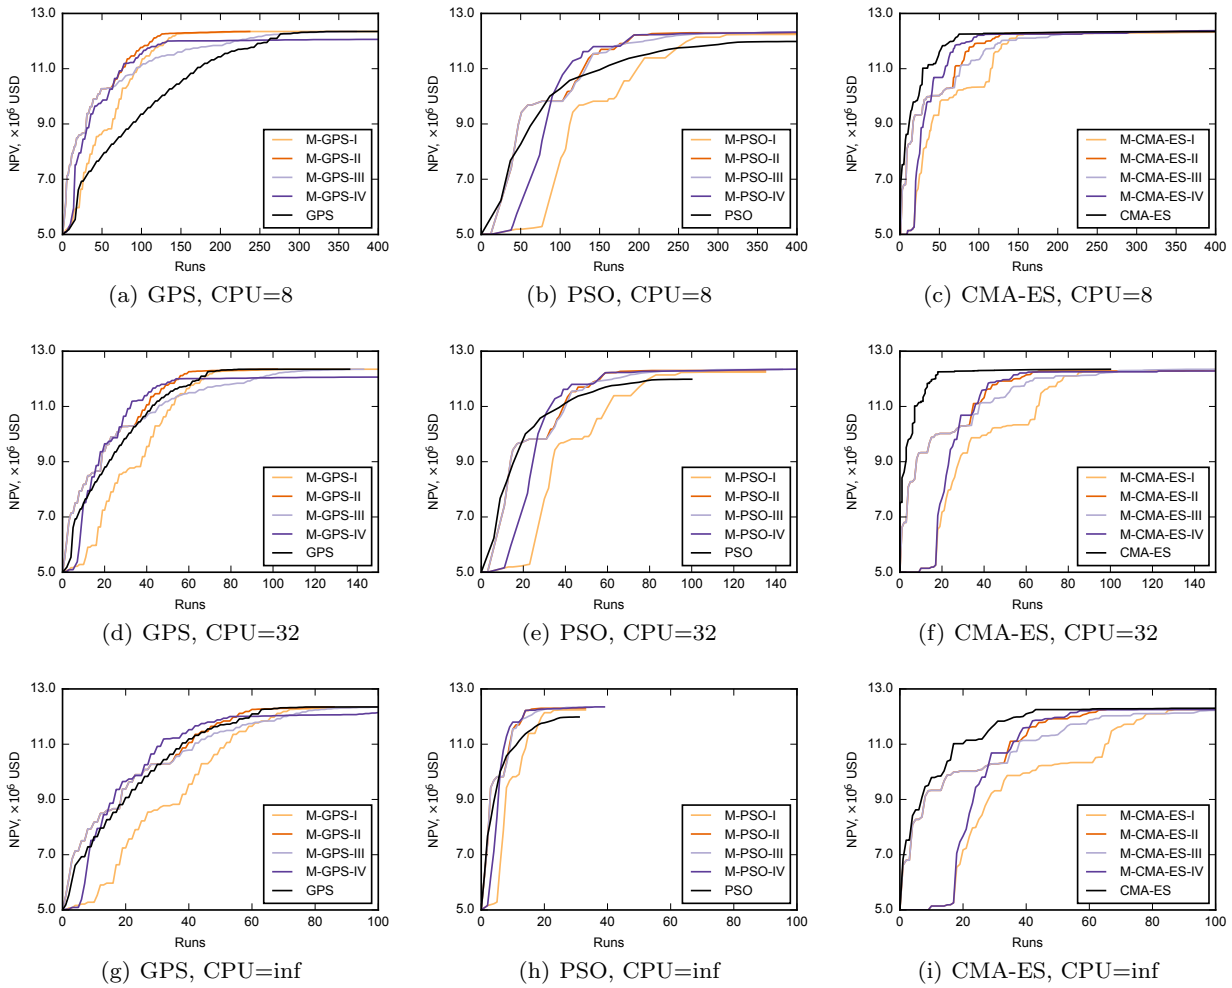 13.0
11.0
9.0
7.0
5.0
NPV, ×10⁶ USD
0 50 100 150 200 250 300 350 400
Runs
M-GPS-I
M-GPS-II
M-GPS-III
M-GPS-IV
GPS
(a) GPS, CPU=8
13.0
11.0
9.0
7.0
5.0
NPV, ×10⁶ USD
0 50 100 150 200 250 300 350 400
Runs
M-PSO-I
M-PSO-II
M-PSO-III
M-PSO-IV
PSO
(b) PSO, CPU=8
13.0
11.0
9.0
7.0
5.0
NPV, ×10⁶ USD
0 50 100 150 200 250 300 350 400
Runs
M-CMA-ES-I
M-CMA-ES-II
M-CMA-ES-III
M-CMA-ES-IV
CMA-ES
(c) CMA-ES, CPU=8
13.0
11.0
9.0
7.0
5.0
NPV, ×10⁶ USD
0 20 40 60 80 100 120 140
Runs
M-GPS-I
M-GPS-II
M-GPS-III
M-GPS-IV
GPS
(d) GPS, CPU=32
13.0
11.0
9.0
7.0
5.0
NPV, ×10⁶ USD
0 20 40 60 80 100 120 140
Runs
M-PSO-I
M-PSO-II
M-PSO-III
M-PSO-IV
PSO
(e) PSO, CPU=32
13.0
11.0
9.0
7.0
5.0
NPV, ×10⁶ USD
0 20 40 60 80 100 120 140
Runs
M-CMA-ES-I
M-CMA-ES-II
M-CMA-ES-III
M-CMA-ES-IV
CMA-ES
(f) CMA-ES, CPU=32
13.0
11.0
9.0
7.0
5.0
NPV, ×10⁶ USD
0 20 40 60 80 100
Runs
M-GPS-I
M-GPS-II
M-GPS-III
M-GPS-IV
GPS
(g) GPS, CPU=inf
13.0
11.0
9.0
7.0
5.0
NPV, ×10⁶ USD
0 20 40 60 80 100
Runs
M-PSO-I
M-PSO-II
M-PSO-III
M-PSO-IV
PSO
(h) PSO, CPU=inf
13.0
11.0
9.0
7.0
5.0
NPV, ×10⁶ USD
0 20 40 60 80 100
Runs
M-CMA-ES-I
M-CMA-ES-II
M-CMA-ES-III
M-CMA-ES-IV
CMA-ES
(i) CMA-ES, CPU=inf